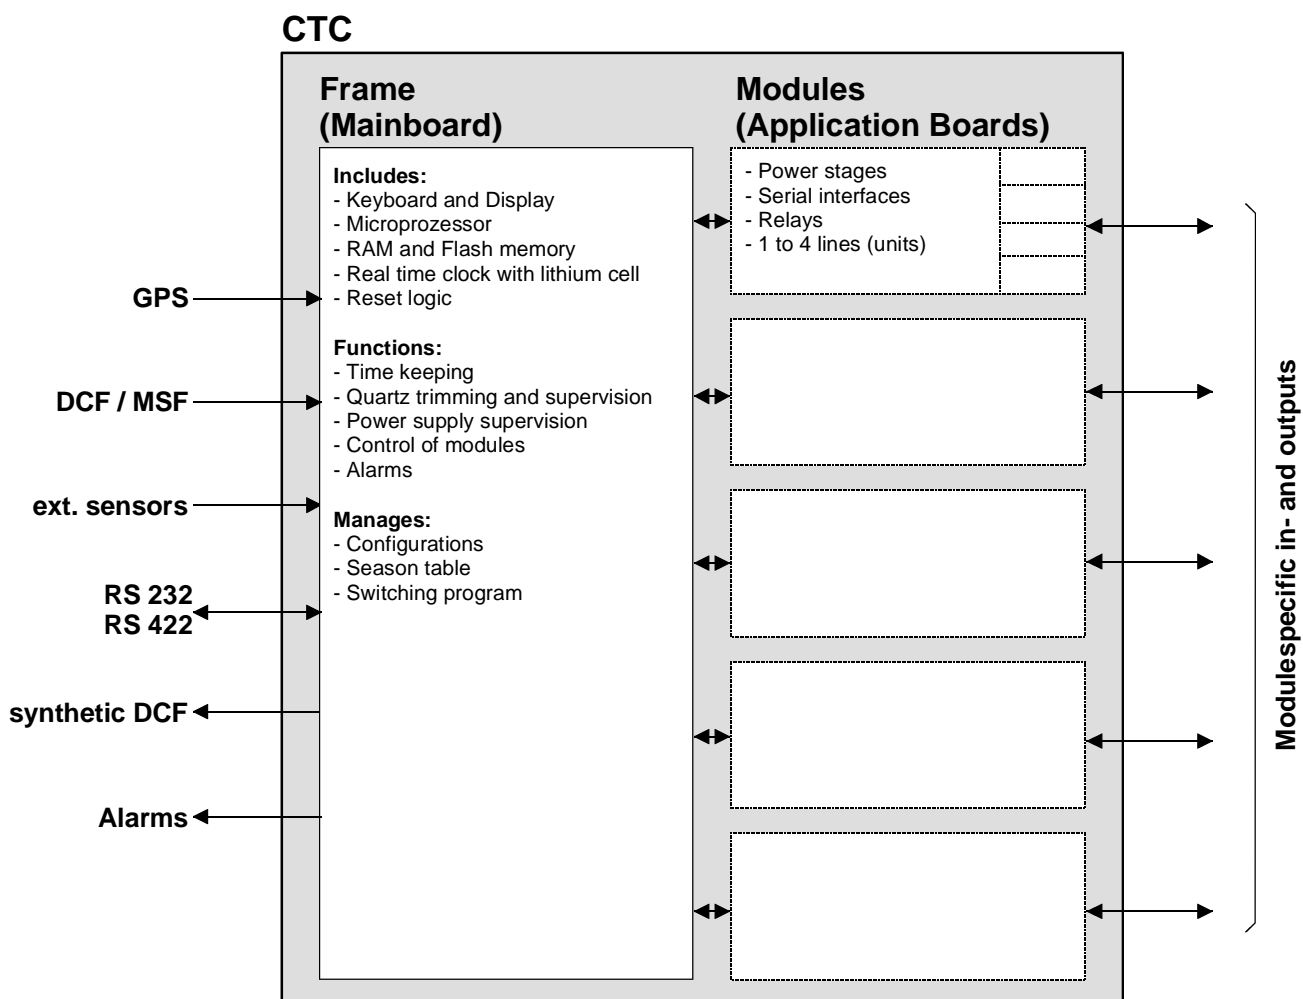 CTC
Frame
(Mainboard)
Includes:
- Keyboard and Display
- Microprozessor
- RAM and Flash memory
- Real time clock with lithium cell
- Reset logic
Functions:
- Time keeping
- Quartz trimming and supervision
- Power supply supervision
- Control of modules
- Alarms
Manages:
- Configurations
- Season table
- Switching program
Modules
(Application Boards)
- Power stages
- Serial interfaces
- Relays
- 1 to 4 lines (units)
GPS
DCF / MSF
ext. sensors
RS 232
RS 422
synthetic DCF
Alarms
Modulespecific in- and outputs